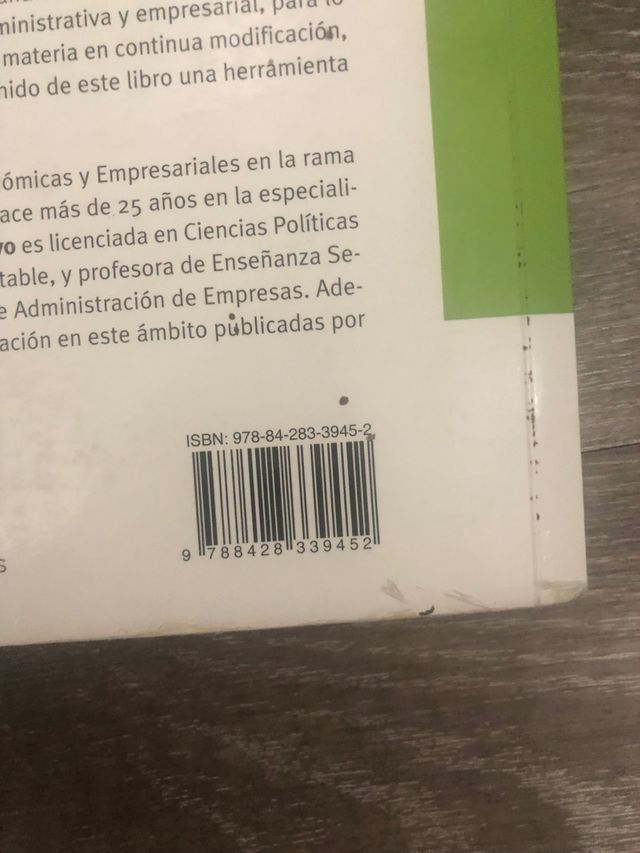 ministrativa y empresarial, para lo
materia en continua modificación,
nido de este libro una herramienta
ómicas y Empresariales en la rama
ace más de 25 años en la especiali-
vo es licenciada en Ciencias Políticas
table, y profesora de Enseñanza Se-
e Administración de Empresas. Ade-
ación en este ámbito publicadas por
ISBN: 978-84-283-3945-2
9 788428 339452
S